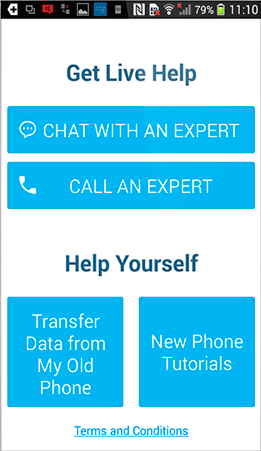 79% 11:10
Get Live Help
CHAT WITH AN EXPERT
CALL AN EXPERT
Help Yourself
Transfer
Data from
My Old
Phone
New Phone
Tutorials
Terms and Conditions